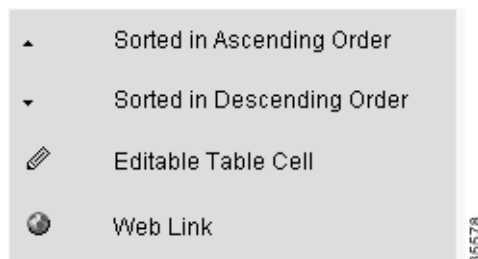 Sorted in Ascending Order
Sorted in Descending Order
Editable Table Cell
Web Link